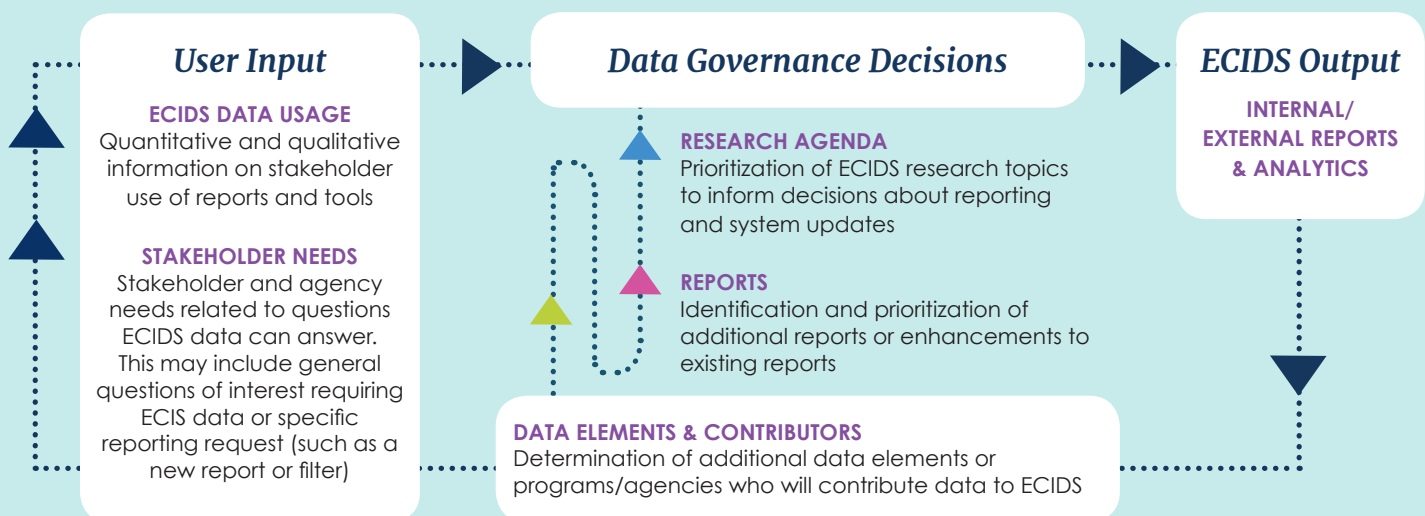 User Input
ECIDS DATA USAGE
Quantitative and qualitative
information on stakeholder
use of reports and tools
STAKEHOLDER NEEDS
Stakeholder and agency
needs related to questions
ECIDS data can answer.
This may include general
questions of interest requiring
ECIS data or specific
reporting request (such as a
new report or filter)
Data Governance Decisions
RESEARCH AGENDA
Prioritization of ECIDS research topics
to inform decisions about reporting
and system updates
REPORTS
Identification and prioritization of
additional reports or enhancements to
existing reports
DATA ELEMENTS & CONTRIBUTORS
Determination of additional data elements or
programs/agencies who will contribute data to ECIDS
ECIDS Output
INTERNAL/
EXTERNAL REPORTS
& ANALYTICS